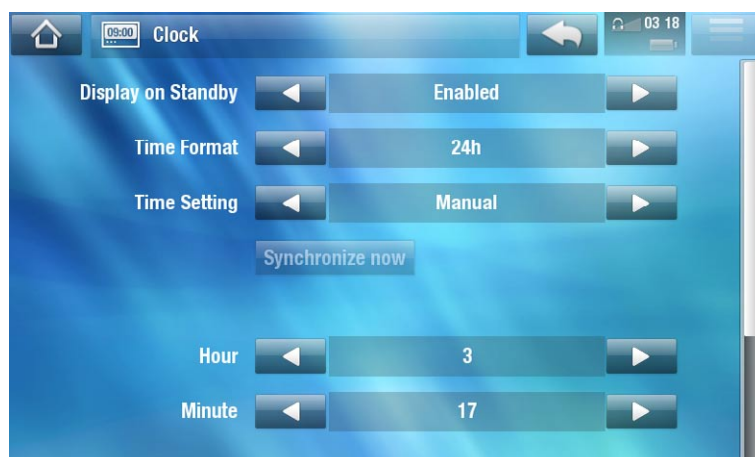 09:00 Clock 03 18
Display on Standby Enabled
Time Format 24h
Time Setting Manual
Synchronize now
Hour 3
Minute 17